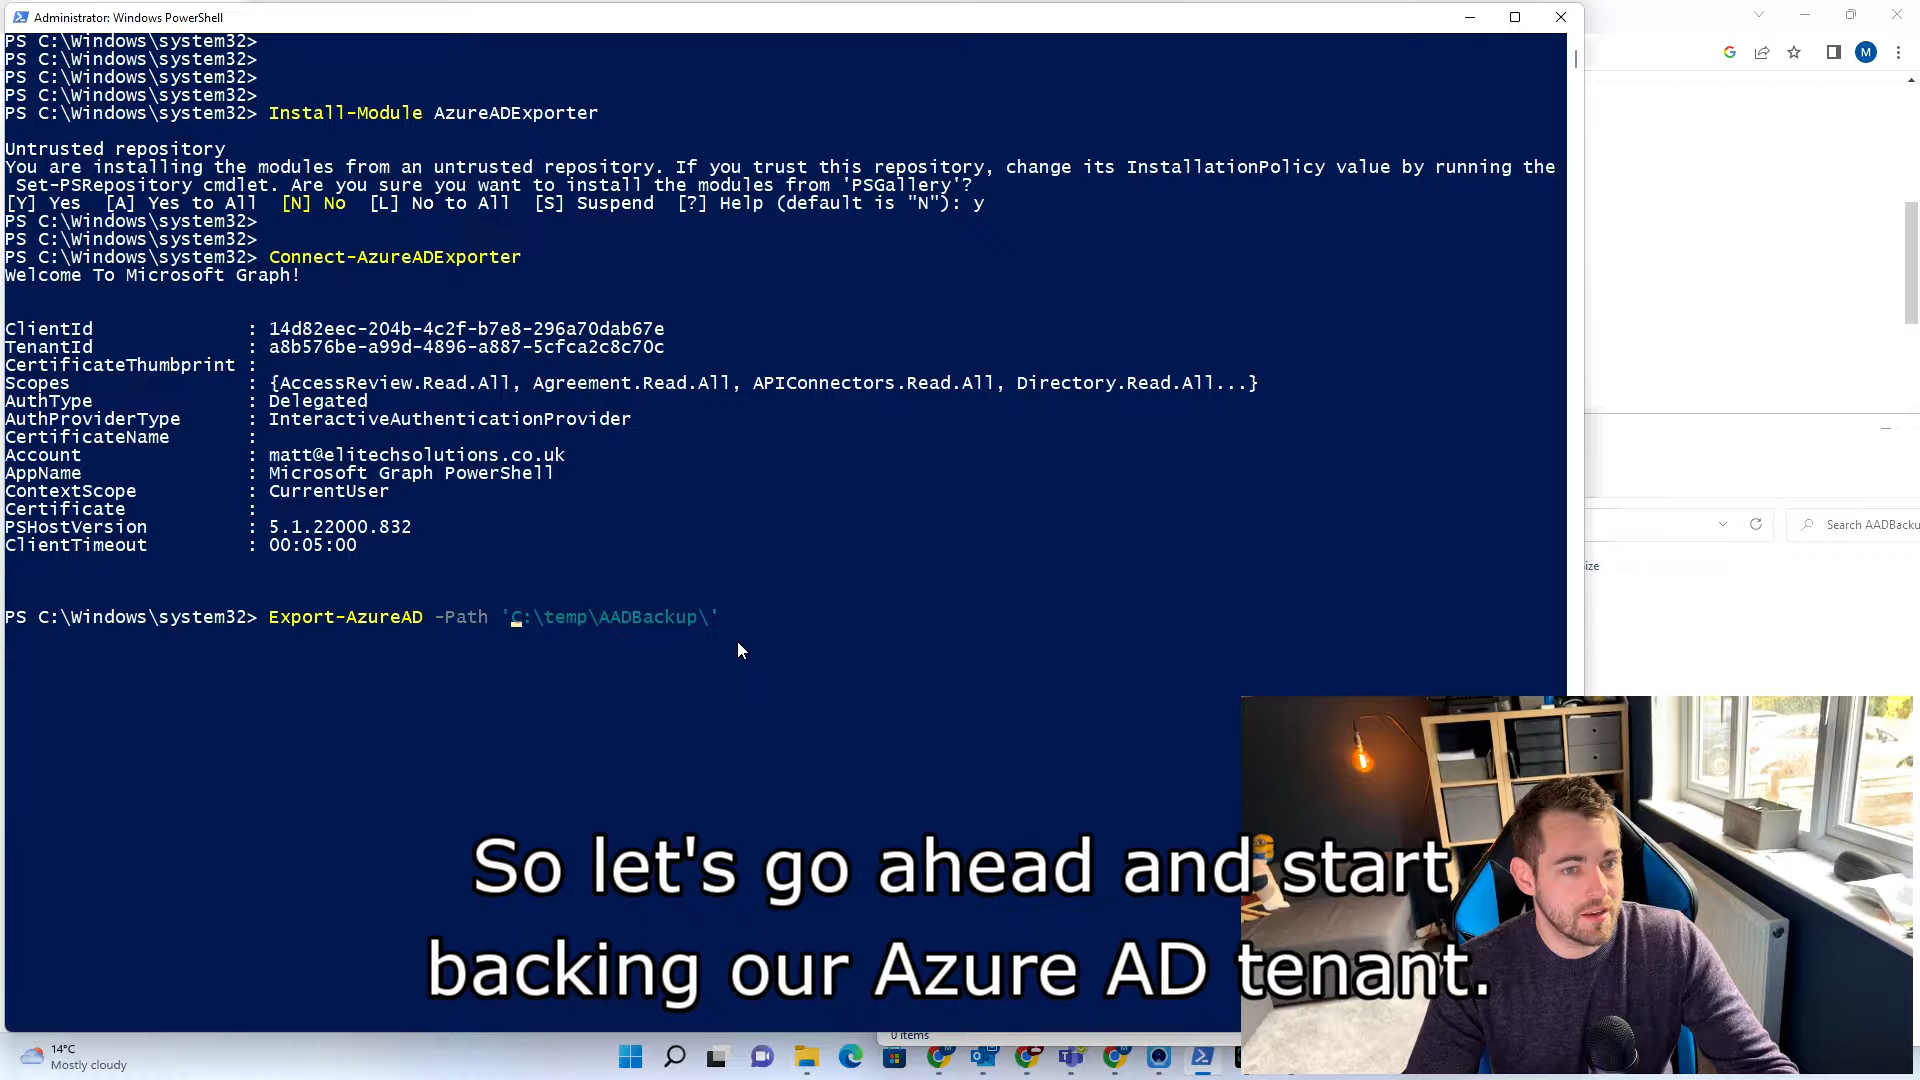 Administrator: Windows PowerShell
PS C:\Windows\system32>
PS C:\Windows\system32>
PS C:\Windows\system32>
PS C:\Windows\system32>
PS C:\Windows\system32> Install-Module AzureADExporter
Untrusted repository
You are installing the modules from an untrusted repository. If you trust this repository, change its InstallationPolicy value by running the
Set-PSRepository cmdlet. Are you sure you want to install the modules from 'PSGallery'?
[Y] Yes [A] Yes to All [N] No [L] No to All [S] Suspend [?] Help (default is "N"): y
PS C:\Windows\system32>
PS C:\Windows\system32>
PS C:\Windows\system32> Connect-AzureADExporter
Welcome To Microsoft Graph!
ClientId : 14d82eec-204b-4c2f-b7e8-296a70dab67e
TenantId : a8b576be-a99d-4896-a887-5cfca2c8c70c
CertificateThumbprint :
Scopes : {AccessReview.Read.All, Agreement.Read.All, APIConnectors.Read.All, Directory.Read.All...}
AuthType : Delegated
AuthProviderType : InteractiveAuthenticationProvider
CertificateName :
Account : matt@elitechsolutions.co.uk
AppName : Microsoft Graph PowerShell
ContextScope : CurrentUser
Certificate :
PSHostVersion : 5.1.22000.832
ClientTimeout : 00:05:00
PS C:\Windows\system32> Export-AzureAD -Path 'C:\temp\AADBackup\'
M
Search AADBacku
ize
So let's go ahead and start
backing our Azure AD tenant.
0 items
14°C
Mostly cloudy